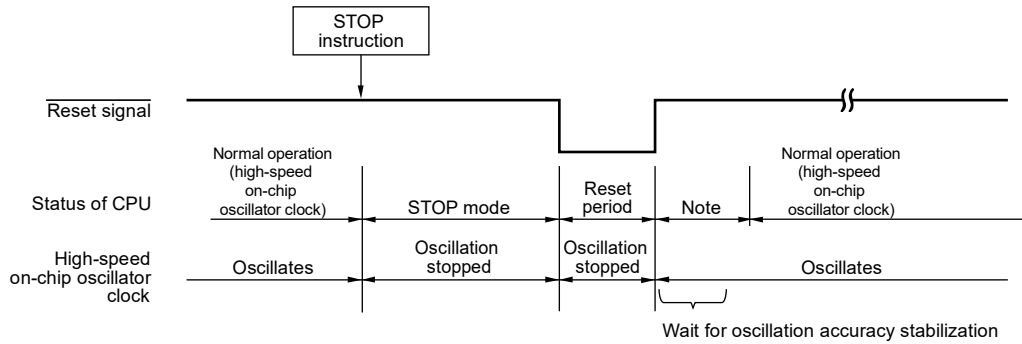 STOP
instruction
Reset signal
Normal operation
(high-speed
on-chip
oscillator clock)
Status of CPU
STOP mode
Reset
period
Note
Normal operation
(high-speed
on-chip
oscillator clock)
High-speed
on-chip oscillator
clock
Oscillates
Oscillation
stopped
Oscillation
stopped
Oscillates
Wait for oscillation accuracy stabilization